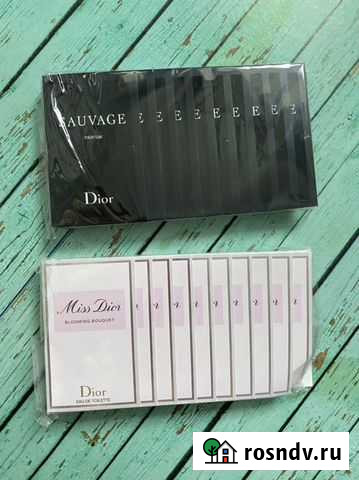 SAUVAGE E E E E E E E E
PARFUM
Dior
Miss Dior r r r r r r r r
BLOOMING BOUQUET
Dior
EAU DE TOILETTE
rosndv.ru